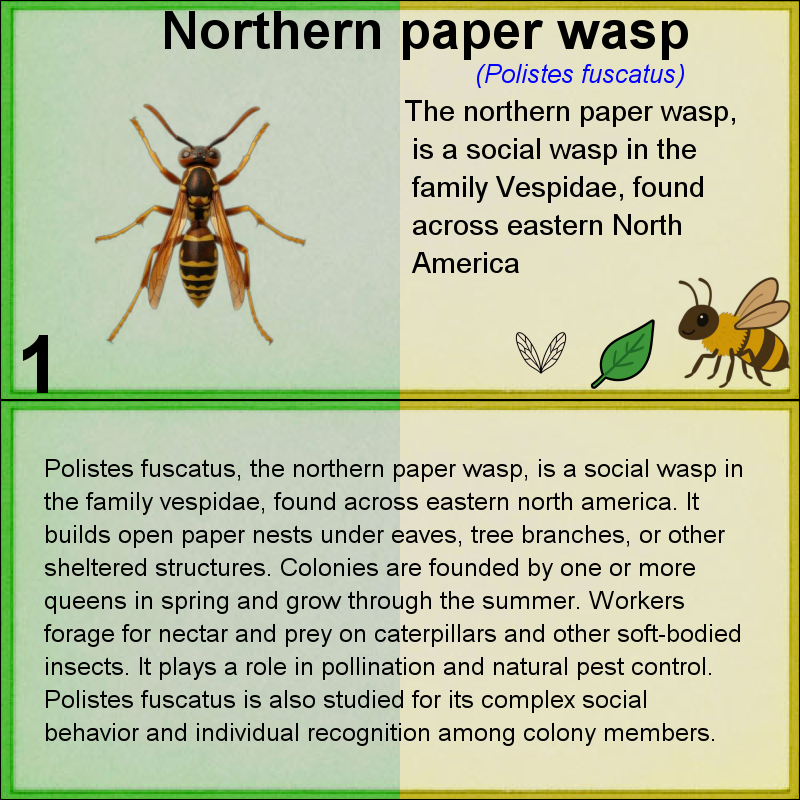 Northern paper wasp
(Polistes fuscatus)
The northern paper wasp,
is a social wasp in the
family Vespidae, found
across eastern North
America
1
Polistes fuscatus, the northern paper wasp, is a social wasp in
the family vespidae, found across eastern north america. It
builds open paper nests under eaves, tree branches, or other
sheltered structures. Colonies are founded by one or more
queens in spring and grow through the summer. Workers
forage for nectar and prey on caterpillars and other soft-bodied
insects. It plays a role in pollination and natural pest control.
Polistes fuscatus is also studied for its complex social
behavior and individual recognition among colony members.